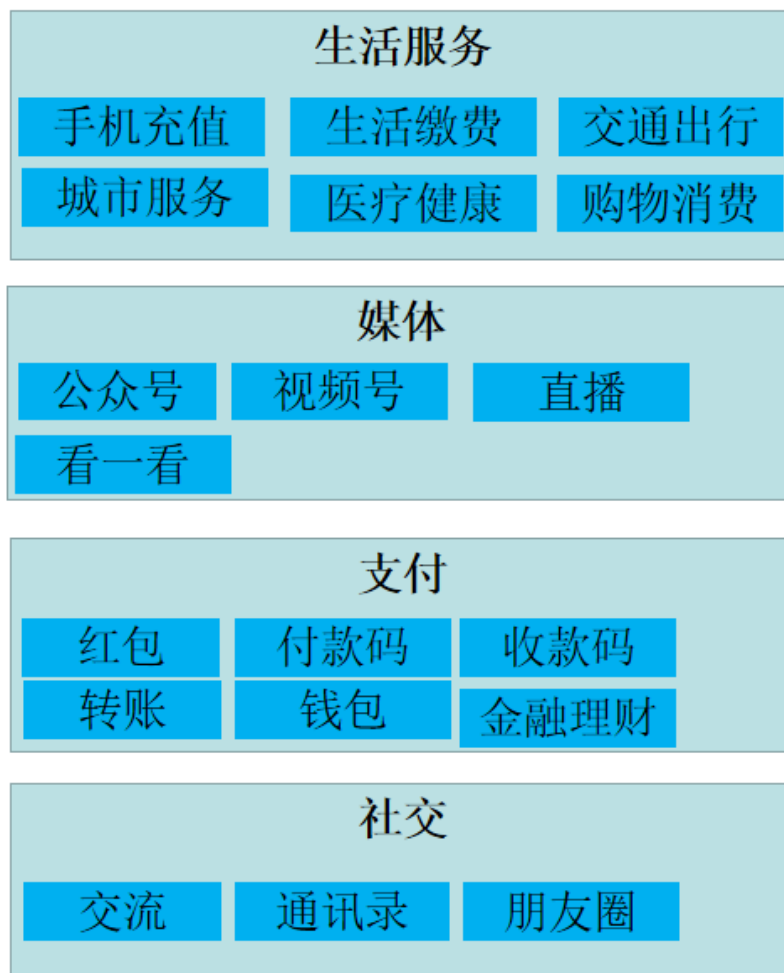 生活服务
手机充值 生活缴费 交通出行
城市服务 医疗健康 购物消费
媒体
公众号 视频号 直播
看一看
支付
红包 付款码 收款码
转账 钱包 金融理财
社交
交流 通讯录 朋友圈